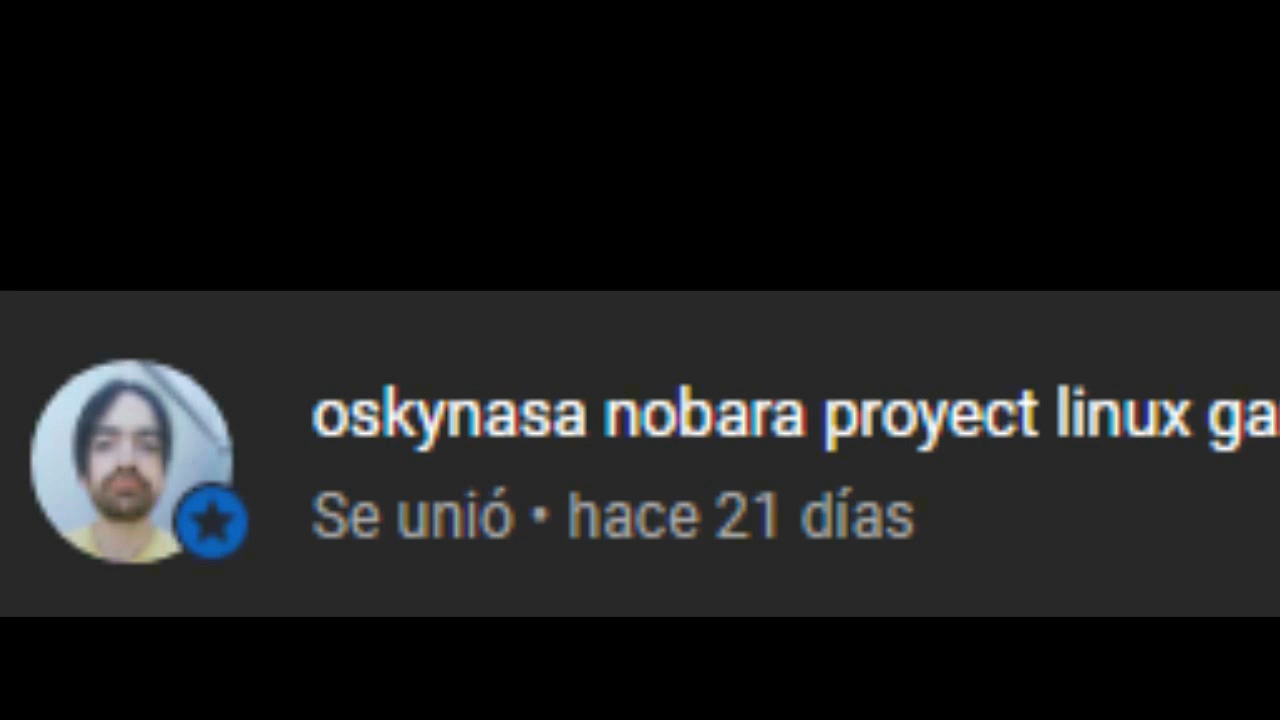 oskynasa nobara proyect linux ga
Se unió • hace 21 días